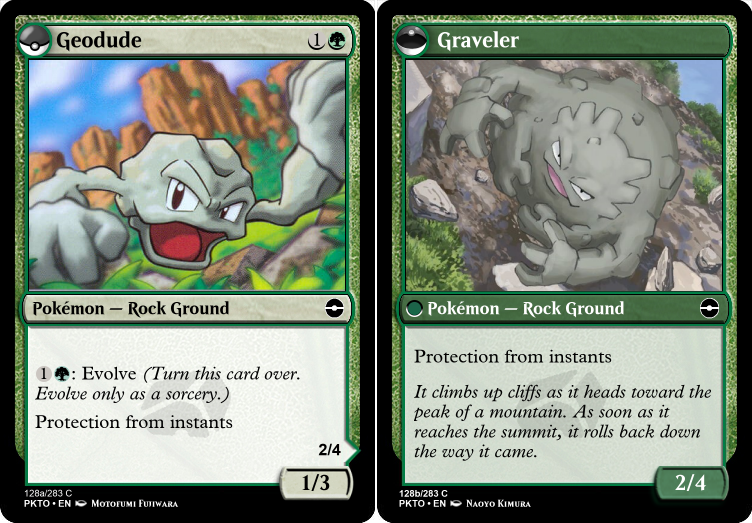 Geodude
1
Pokémon — Rock Ground
1 : Evolve (Turn this card over.
Evolve only as a sorcery.)
Protection from instants
2/4
1/3
128a/283 C
PKTO • EN Motofumi Fujiwara
Graveler
Pokémon — Rock Ground
Protection from instants
It climbs up cliffs as it heads toward the
peak of a mountain. As soon as it
reaches the summit, it rolls back down
the way it came.
2/4
128b/283 C
PKTO • EN Naoyo Kimura